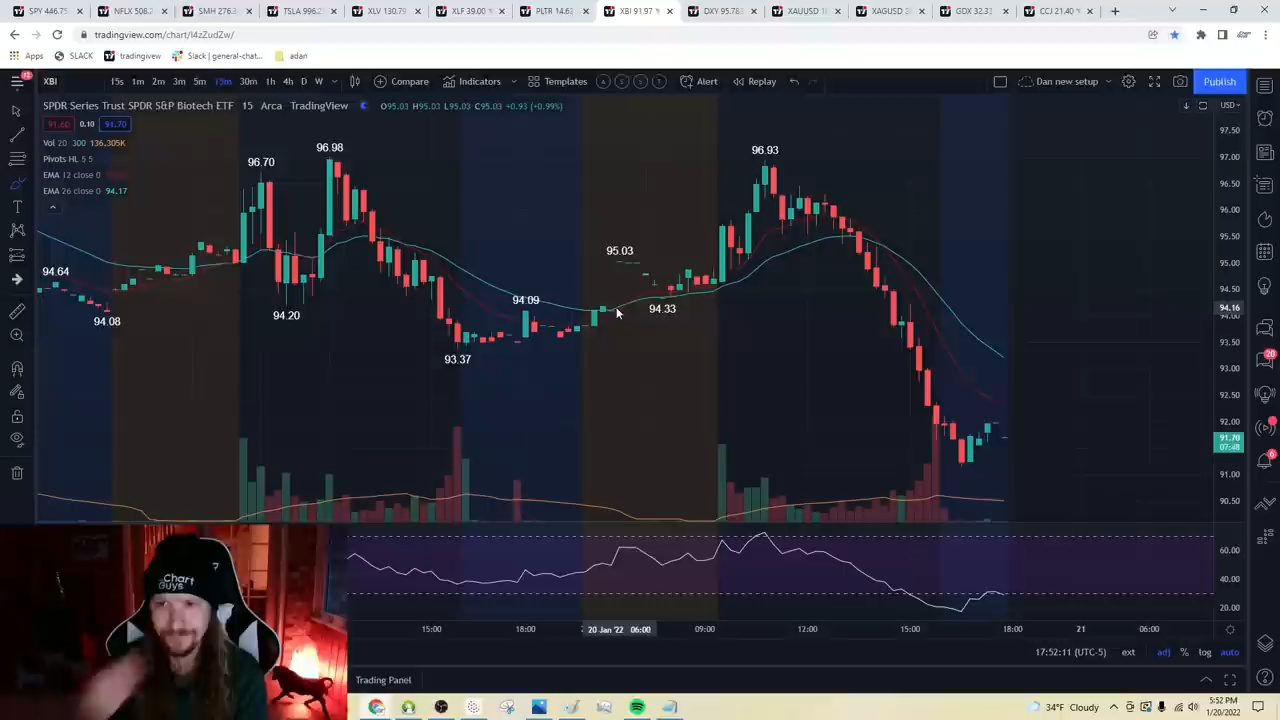 SPY 446.75
NFLX 508.2
SMH 276.8
TSLA 996.2
XLV 130.79
XLF 39.00
PLTR 14.62
XBI 91.97
DXY 95.783
XAUUSD 18
XAGUSD 24
GDX 32.33
CCJ 21.40
tradingview.com/chart/l4zZudZw/
Apps
SLACK
tradingview
Slack | general-chat...
adan
XBI
15s 1m 2m 3m 5m 15m 30m 1h 4h D W
Compare
Indicators
Templates
A S S T
Alert
Replay
Dan new setup
Publish
SPDR Series Trust SPDR S&P Biotech ETF 15 Arca TradingView
O95.03 H95.03 L95.03 C95.03 +0.93 (+0.99%)
USD
91.60 0.10 91.70
Vol 20 300 136.305K
Pivots HL 5 5
EMA 12 close 0
EMA 26 close 0 94.17
94.64
94.08
96.70
94.20
96.98
93.37
94.09
95.03
94.33
96.93
97.50
97.00
96.50
96.00
95.50
95.00
94.50
94.16
94.00
93.50
93.00
92.50
92.00
91.70
07:48
91.00
90.50
60.00
40.00
20.00
15:00
18:00
20 Jan '22 06:00
09:00
12:00
15:00
18:00
21
06:00
17:52:11 (UTC-5)
ext
adj
%
log
auto
Trading Panel
Chart
Guys
34°F Cloudy
5:52 PM
1/20/2022
20
6